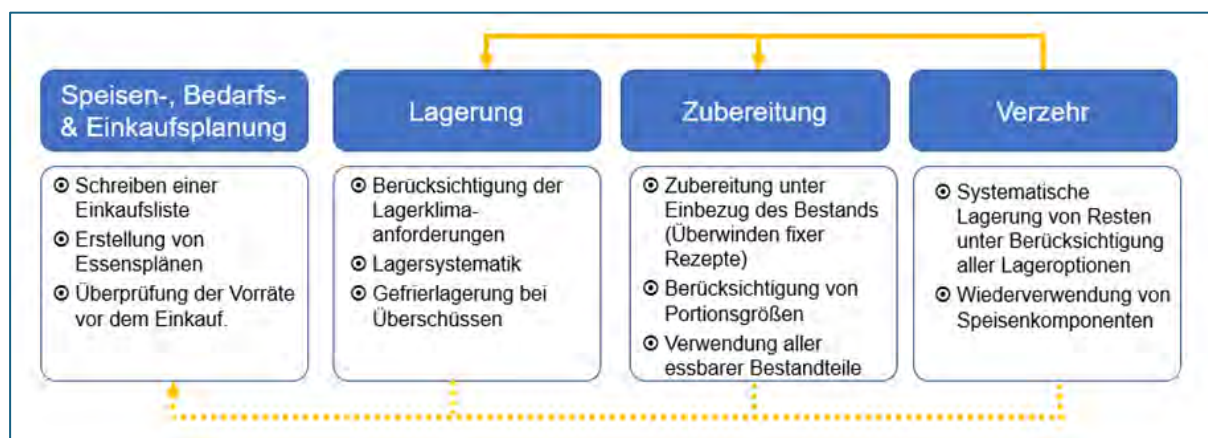 Speisen-, Bedarfs-
& Einkaufsplanung
Lagerung
Zubereitung
Verzehr
Schreiben einer
Einkaufsliste
Erstellung von
Essensplänen
Überprüfung der Vorräte
vor dem Einkauf.
Berücksichtigung der
Lagerklima-
anforderungen
Lagersystematik
Gefrierlagerung bei
Überschüssen
Zubereitung unter
Einbezug des Bestands
(Überwinden fixer
Rezepte)
Berücksichtigung von
Portionsgrößen
Verwendung aller
essbarer Bestandteile
Systematische
Lagerung von Resten
unter Berücksichtigung
aller Lageroptionen
Wiederverwendung von
Speisenkomponenten